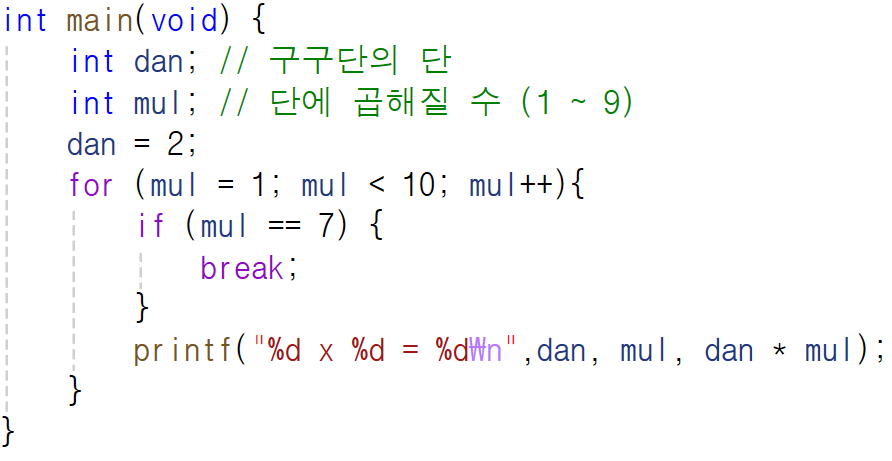 int main(void) {
int dan; // 구구단의 단
int mul; // 단에 곱해질 수 (1 ~ 9)
dan = 2;
for (mul = 1; mul < 10; mul++){
if (mul == 7) {
break;
}
printf("%d x %d = %d₩n",dan, mul, dan * mul);
}
}